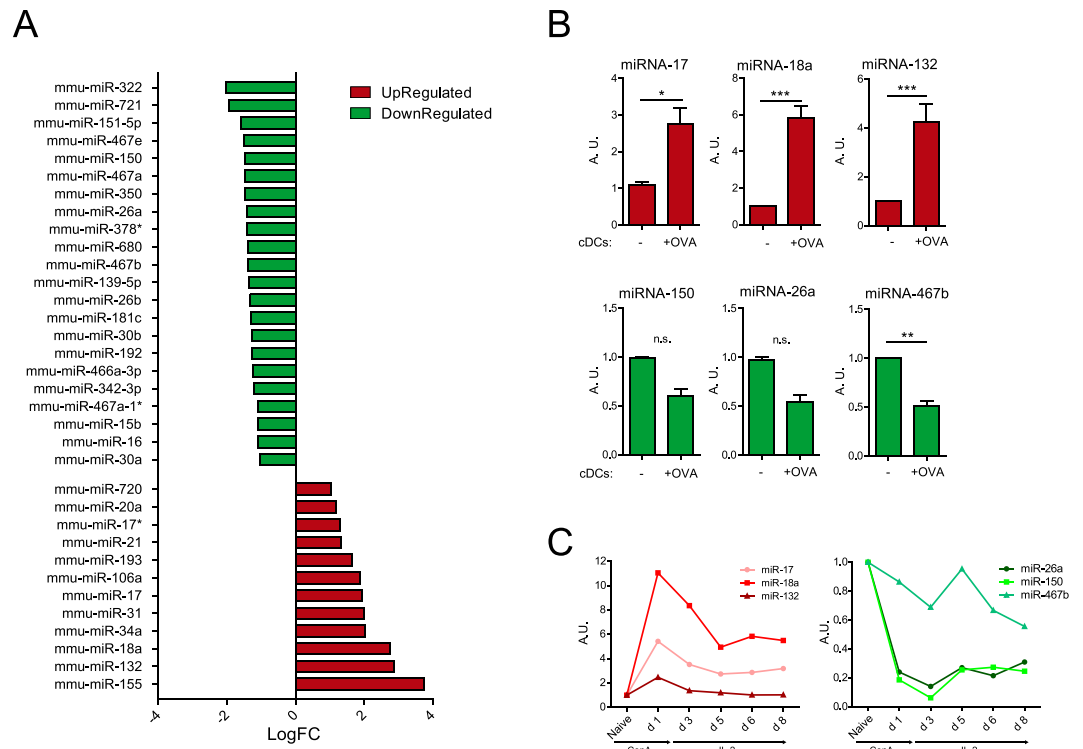 A
mmu-miR-322
mmu-miR-721
mmu-miR-151-5p
mmu-miR-467e
mmu-miR-150
mmu-miR-467a
mmu-miR-350
mmu-miR-26a
mmu-miR-378*
mmu-miR-680
mmu-miR-467b
mmu-miR-139-5p
mmu-miR-26b
mmu-miR-181c
mmu-miR-30b
mmu-miR-192
mmu-miR-466a-3p
mmu-miR-342-3p
mmu-miR-467a-1*
mmu-miR-15b
mmu-miR-16
mmu-miR-30a
mmu-miR-720
mmu-miR-20a
mmu-miR-17*
mmu-miR-21
mmu-miR-193
mmu-miR-106a
mmu-miR-17
mmu-miR-31
mmu-miR-34a
mmu-miR-18a
mmu-miR-132
mmu-miR-155
UpRegulated
DownRegulated
-4 -2 0 2 4
LogFC
B
miRNA-17
A. U.
4
3
2
1
0
*
cDCs: - +OVA
miRNA-18a
A. U.
8
6
4
2
0
***
- +OVA
miRNA-132
A. U.
6
4
2
0
***
- +OVA
miRNA-150
A. U.
1.5
1.0
0.5
0.0
n.s.
cDCs: - +OVA
miRNA-26a
A. U.
1.5
1.0
0.5
0.0
n.s.
- +OVA
miRNA-467b
A. U.
1.5
1.0
0.5
0.0
**
- +OVA
C
A.U.
12
10
8
6
4
2
0
miR-17
miR-18a
miR-132
Naive d 1 d 3 d 5 d 6 d 8
A.U.
1,0
0,8
0,6
0,4
0,2
0,0
miR-26a
miR-150
miR-467b
Naive d 1 d 3 d 5 d 6 d 8